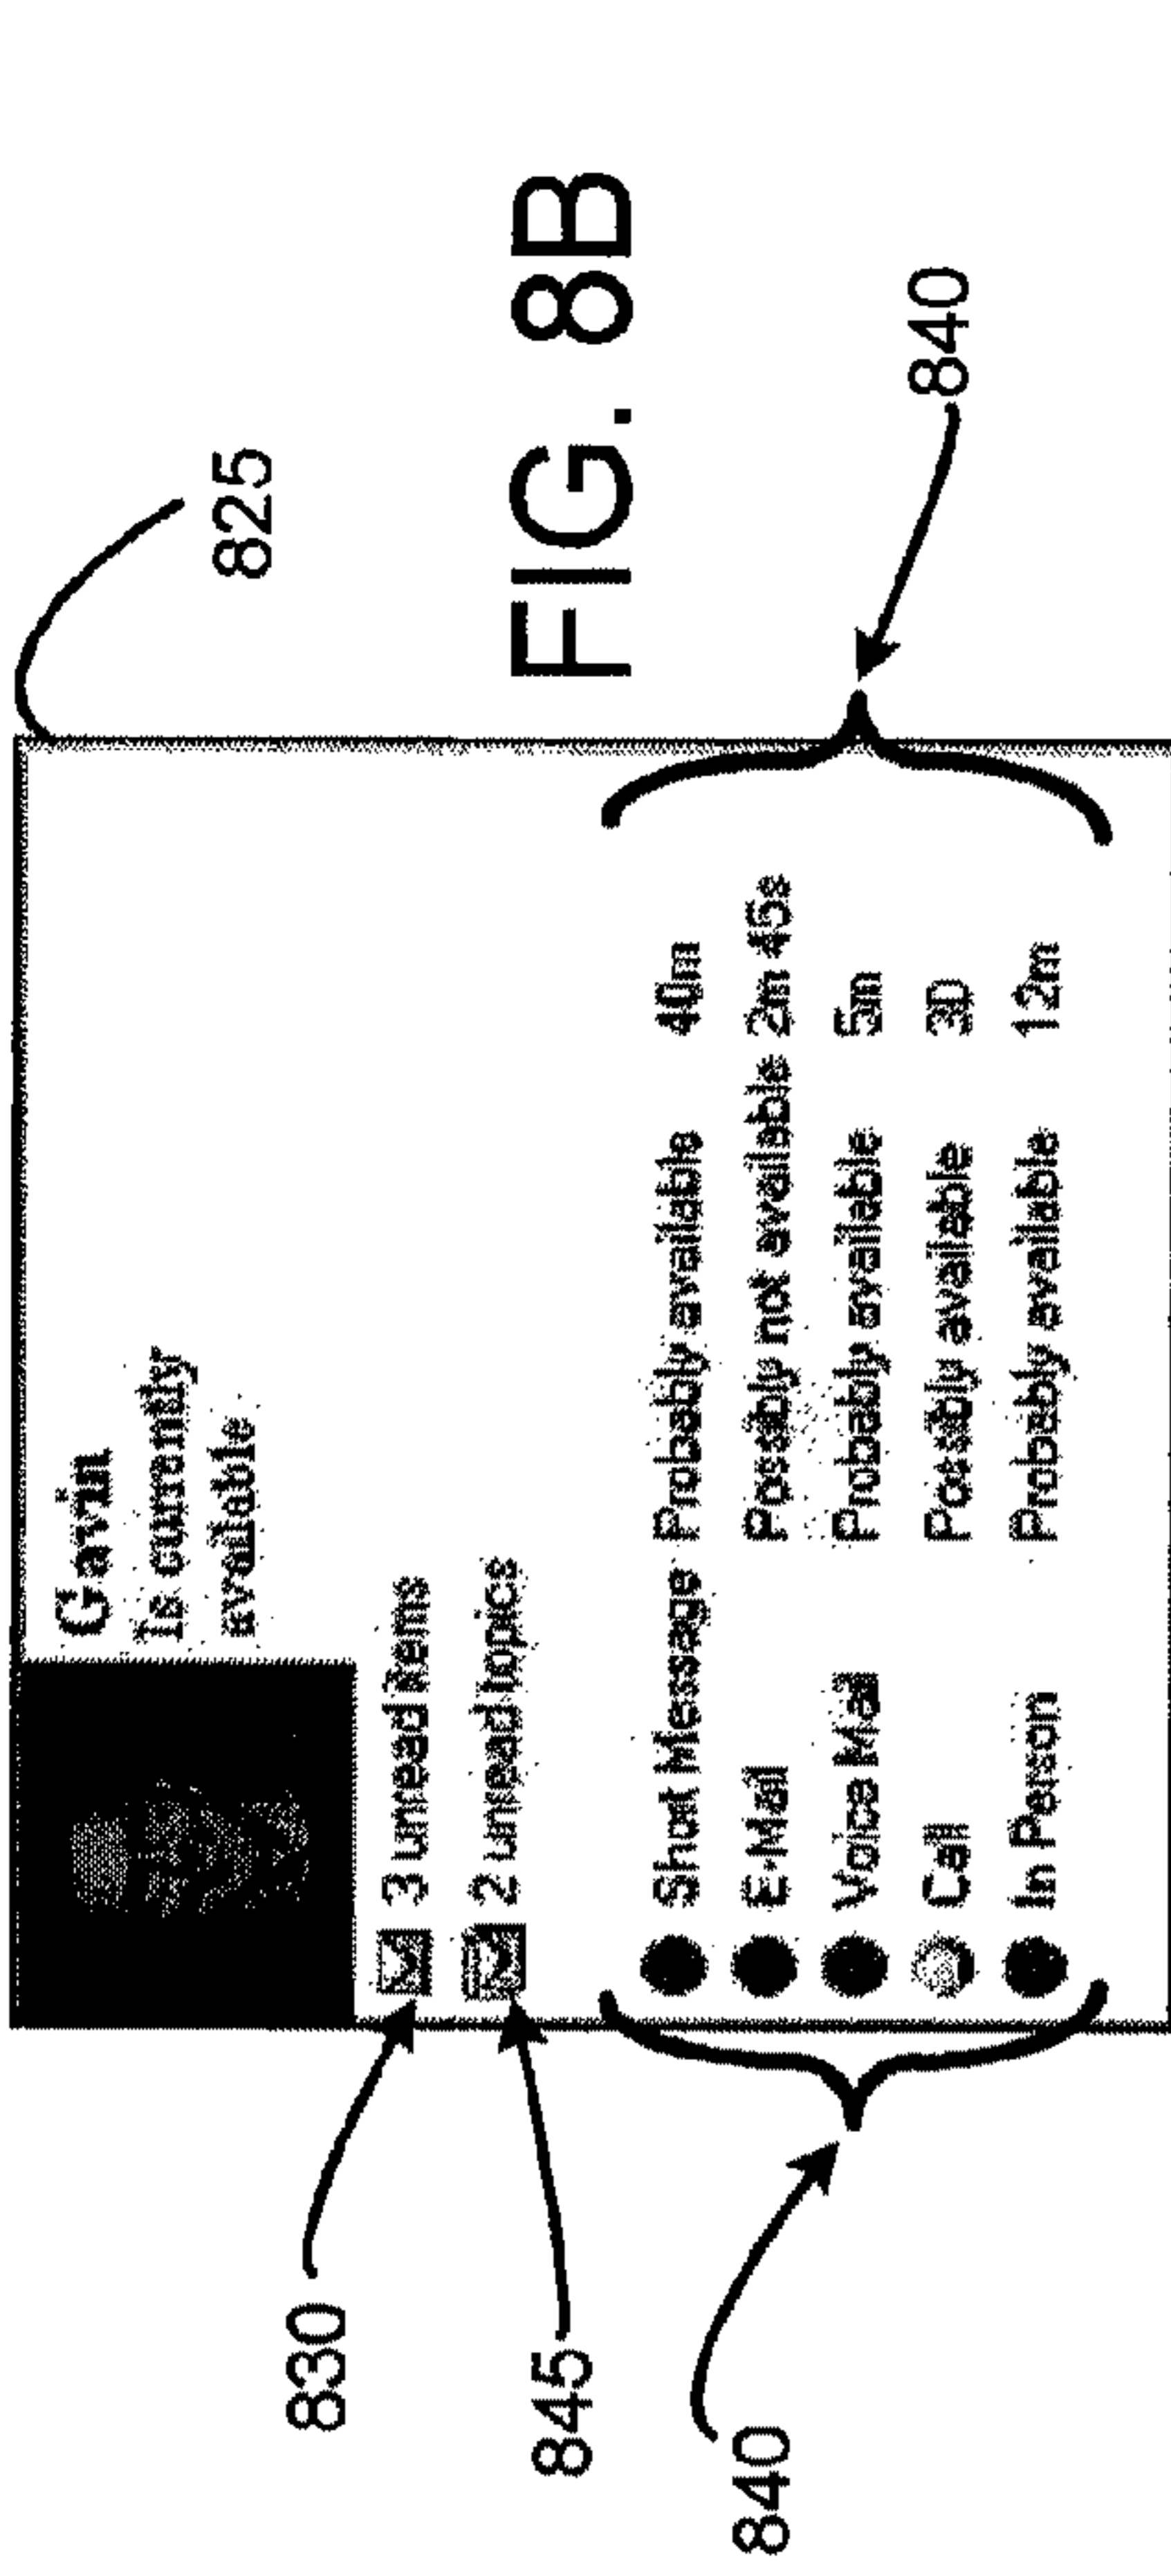 825
Gavin
is currently
available
830
3 unread items
845
2 unread topics
Short Message Probably available 40m
E-Mail Possibly not available 2m 45s
Voice Mail Probably available 5m
Call Possibly available 3D
In Person Probably available 12m
840
840
FIG. 8B